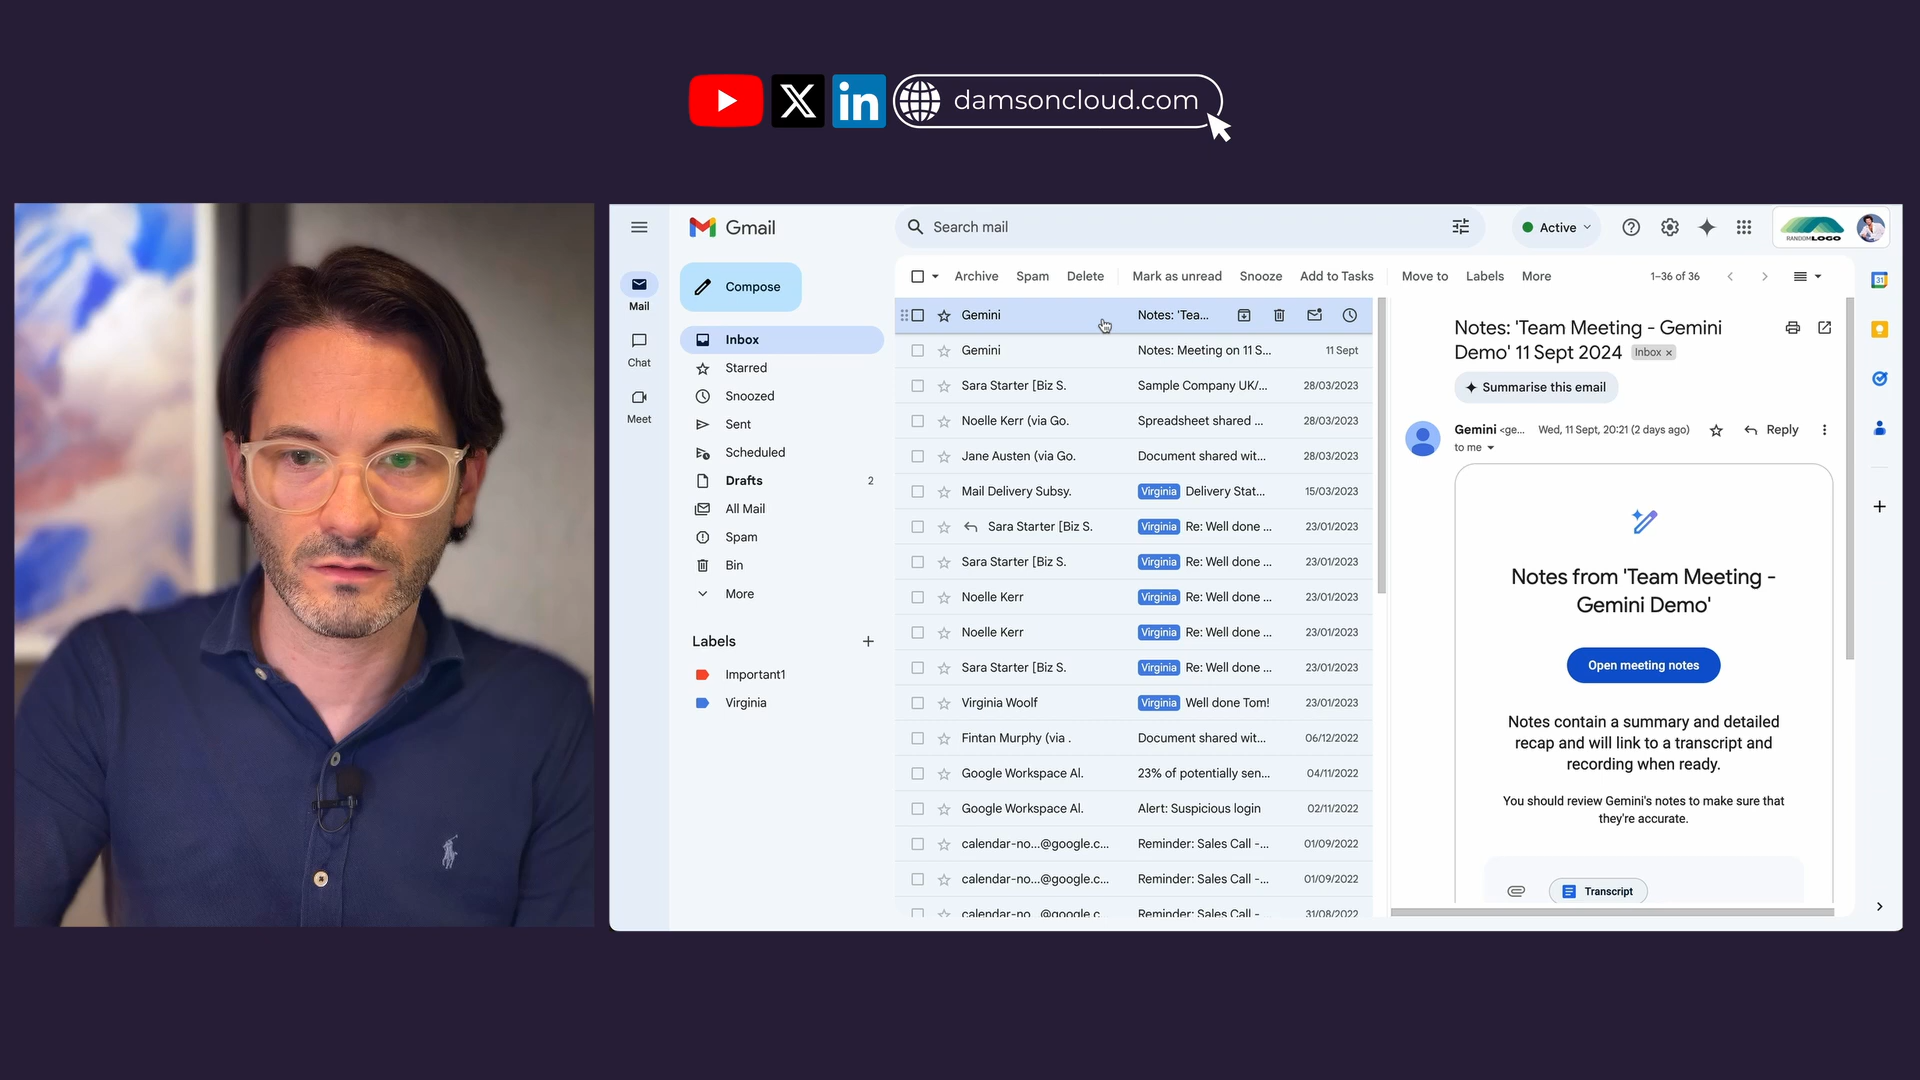 damsoncloud.com
Gmail
Search mail
Active
RANDOMLOGO
Compose
Mail
Chat
Meet
Inbox
Starred
Snoozed
Sent
Scheduled
Drafts 2
All Mail
Spam
Bin
More
Labels
Important1
Virginia
Archive Spam Delete Mark as unread Snooze Add to Tasks Move to Labels More 1–36 of 36
Gemini Notes: 'Tea...
Gemini Notes: Meeting on 11 S... 11 Sept
Sara Starter [Biz S. Sample Company UK/... 28/03/2023
Noelle Kerr (via Go. Spreadsheet shared ... 28/03/2023
Jane Austen (via Go. Document shared wit... 28/03/2023
Mail Delivery Subsy. Virginia Delivery Stat... 15/03/2023
Sara Starter [Biz S. Virginia Re: Well done ... 23/01/2023
Sara Starter [Biz S. Virginia Re: Well done ... 23/01/2023
Noelle Kerr Virginia Re: Well done ... 23/01/2023
Noelle Kerr Virginia Re: Well done ... 23/01/2023
Sara Starter [Biz S. Virginia Re: Well done ... 23/01/2023
Virginia Woolf Virginia Well done Tom! 23/01/2023
Fintan Murphy (via . Document shared wit... 06/12/2022
Google Workspace Al. 23% of potentially sen... 04/11/2022
Google Workspace Al. Alert: Suspicious login 02/11/2022
calendar-no...@google.c... Reminder: Sales Call -... 01/09/2022
calendar-no...@google.c... Reminder: Sales Call -... 01/09/2022
calendar-no...@google.c... Reminder: Sales Call -... 31/08/2022
Notes: 'Team Meeting - Gemini
Demo' 11 Sept 2024 Inbox ×
Summarise this email
Gemini <ge... Wed, 11 Sept, 20:21 (2 days ago) Reply
to me
Notes from 'Team Meeting -
Gemini Demo'
Open meeting notes
Notes contain a summary and detailed
recap and will link to a transcript and
recording when ready.
You should review Gemini's notes to make sure that
they're accurate.
Transcript
31